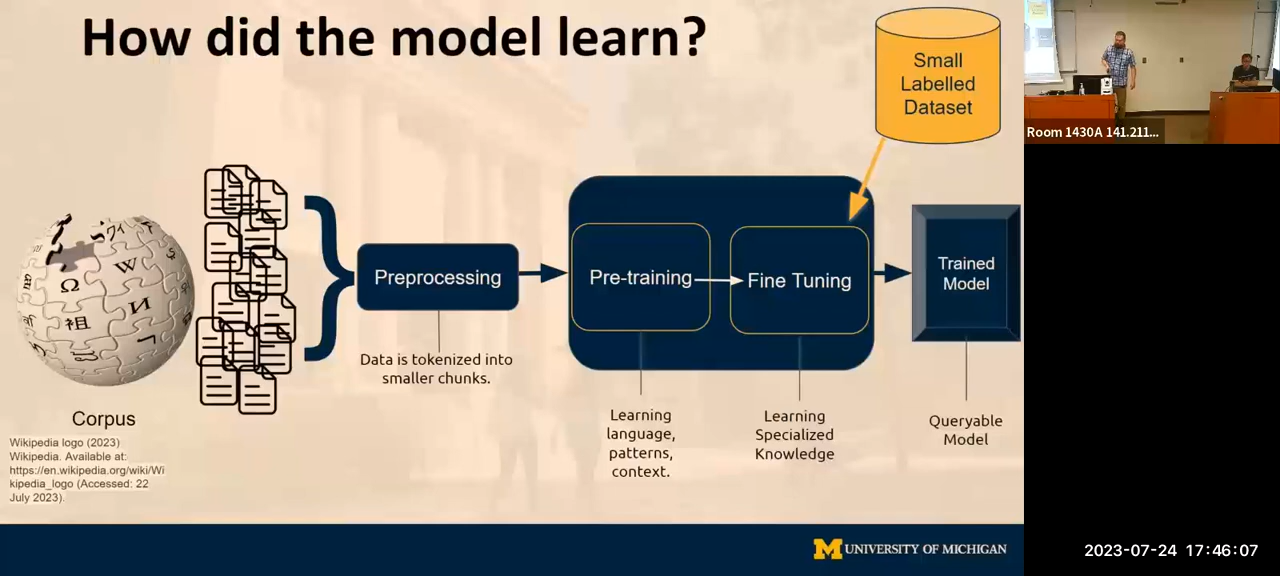 How did the model learn?
Small
Labelled
Dataset
Room 1430A 141.211...
Preprocessing
Pre-training
Fine Tuning
Trained
Model
Data is tokenized into
smaller chunks.
Corpus
Learning
language,
patterns,
context.
Learning
Specialized
Knowledge
Queryable
Model
Wikipedia logo (2023)
Wikipedia. Available at:
https://en.wikipedia.org/wiki/Wi
kipedia_logo (Accessed: 22
July 2023).
W
Ω
И
祖
M UNIVERSITY OF MICHIGAN
2023-07-24 17:46:07